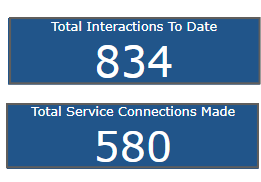 Total Interactions To Date
834
Total Service Connections Made
580